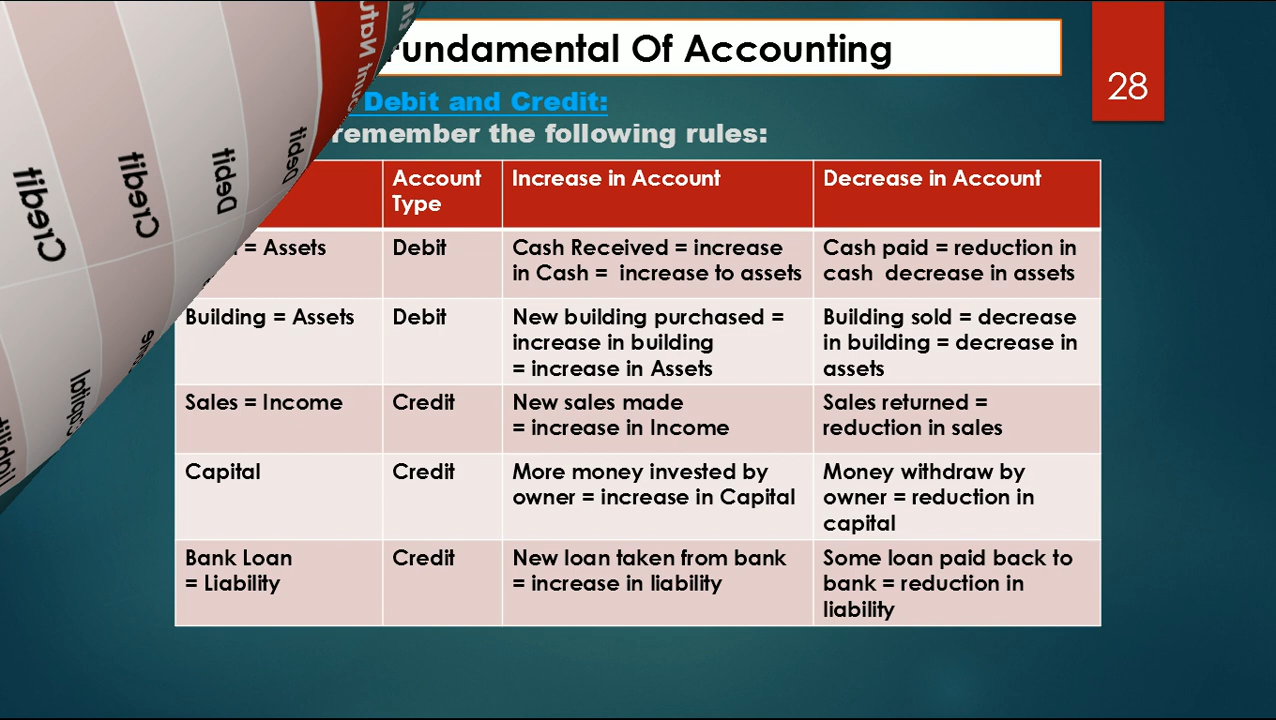 Fundamental Of Accounting
28
Debit and Credit:
remember the following rules:
Account
Type
Increase in Account
Decrease in Account
= Assets
Debit
Cash Received = increase
in Cash = increase to assets
Cash paid = reduction in
cash decrease in assets
Building = Assets
Debit
New building purchased =
increase in building
= increase in Assets
Building sold = decrease
in building = decrease in
assets
Sales = Income
Credit
New sales made
= increase in Income
Sales returned =
reduction in sales
Capital
Credit
More money invested by
owner = increase in Capital
Money withdraw by
owner = reduction in
capital
Bank Loan
= Liability
Credit
New loan taken from bank
= increase in liability
Some loan paid back to
bank = reduction in
liability
Credit
Credit
Debit
Debit
Capital